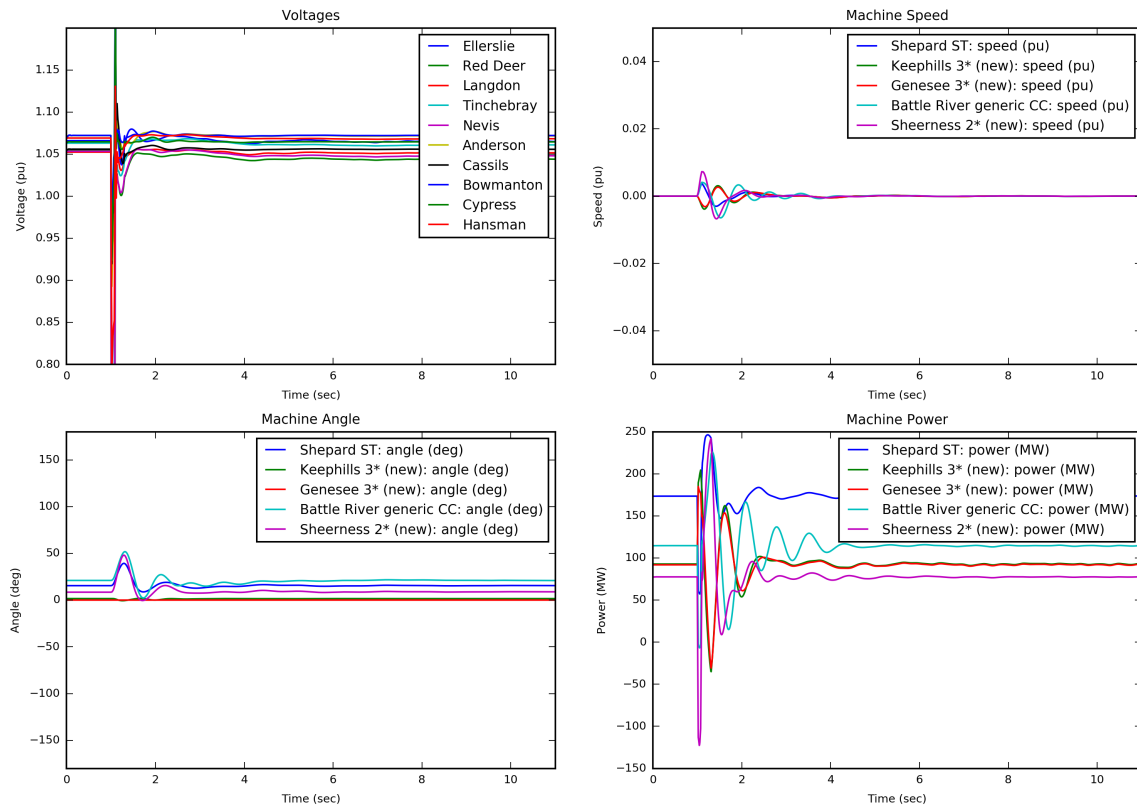 Voltages
1.15
1.10
1.05
1.00
0.95
0.90
0.85
0.80
Voltage (pu)
0 2 4 6 8 10
Time (sec)
Ellerslie
Red Deer
Langdon
Tinchebray
Nevis
Anderson
Cassils
Bowmanton
Cypress
Hansman
Machine Speed
0.04
0.02
0.00
−0.02
−0.04
Speed (pu)
0 2 4 6 8 10
Time (sec)
Shepard ST: speed (pu)
Keephills 3* (new): speed (pu)
Genesee 3* (new): speed (pu)
Battle River generic CC: speed (pu)
Sheerness 2* (new): speed (pu)
Machine Angle
150
100
50
0
−50
−100
−150
Angle (deg)
0 2 4 6 8 10
Time (sec)
Shepard ST: angle (deg)
Keephills 3* (new): angle (deg)
Genesee 3* (new): angle (deg)
Battle River generic CC: angle (deg)
Sheerness 2* (new): angle (deg)
Machine Power
250
200
150
100
50
0
−50
−100
−150
Power (MW)
0 2 4 6 8 10
Time (sec)
Shepard ST: power (MW)
Keephills 3* (new): power (MW)
Genesee 3* (new): power (MW)
Battle River generic CC: power (MW)
Sheerness 2* (new): power (MW)